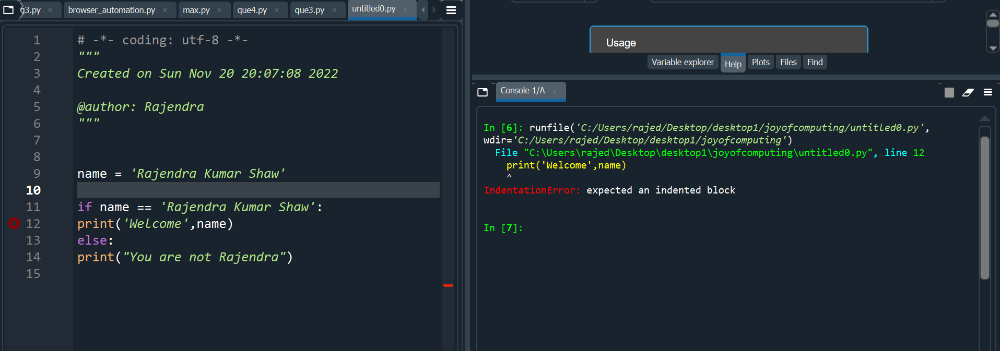 g3.py × browser_automation.py × max.py × que4.py × que3.py × untitled0.py ×
1 # -*- coding: utf-8 -*-
2 """
3 Created on Sun Nov 20 20:07:08 2022
4
5 @author: Rajendra
6 """
7
8
9 name = 'Rajendra Kumar Shaw'
10
11 if name == 'Rajendra Kumar Shaw':
12 print('Welcome',name)
13 else:
14 print("You are not Rajendra")
15
Usage
Variable explorer Help Plots Files Find
Console 1/A ×
In [6]: runfile('C:/Users/rajed/Desktop/desktop1/joyofcomputing/untitled0.py',
wdir='C:/Users/rajed/Desktop/desktop1/joyofcomputing')
File "C:\Users\rajed\Desktop\desktop1\joyofcomputing\untitled0.py", line 12
print('Welcome',name)
^
IndentationError: expected an indented block
In [7]: